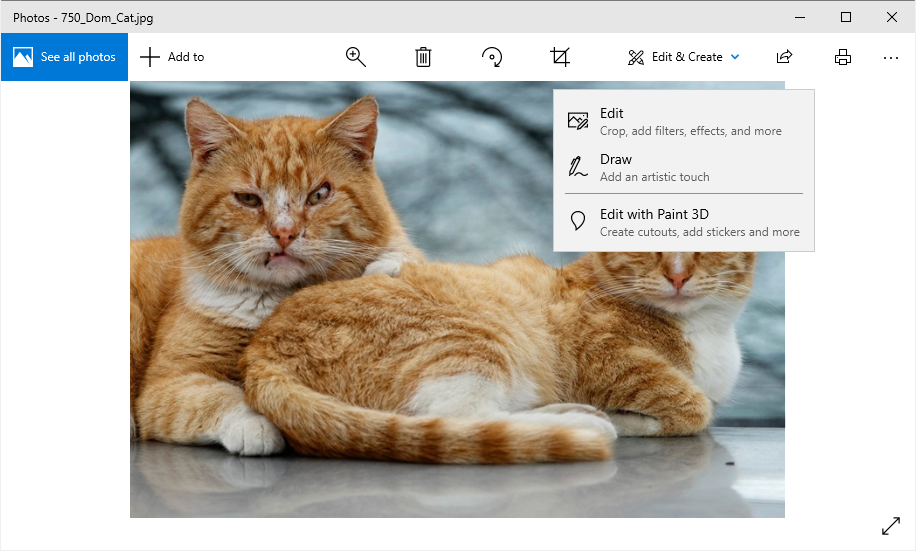 Photos - 750_Dom_Cat.jpg
See all photos
Add to
Edit & Create
Edit
Crop, add filters, effects, and more
Draw
Add an artistic touch
Edit with Paint 3D
Create cutouts, add stickers and more